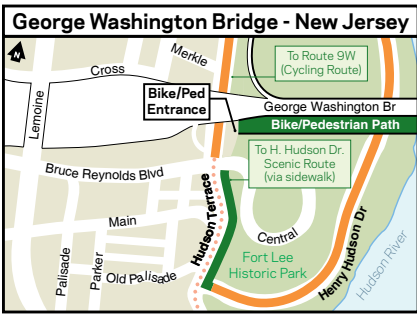 George Washington Bridge - New Jersey
N
Merkle
To Route 9W
(Cycling Route)
Cross
Lemoine
Bike/Ped
Entrance
George Washington Br
Bike/Pedestrian Path
To H. Hudson Dr.
Scenic Route
(via sidewalk)
Bruce Reynolds Blvd
Hudson Terrace
Main
Central
Palisade
Parker
Old Palisade
Fort Lee
Historic Park
Henry Hudson Dr
Hudson River